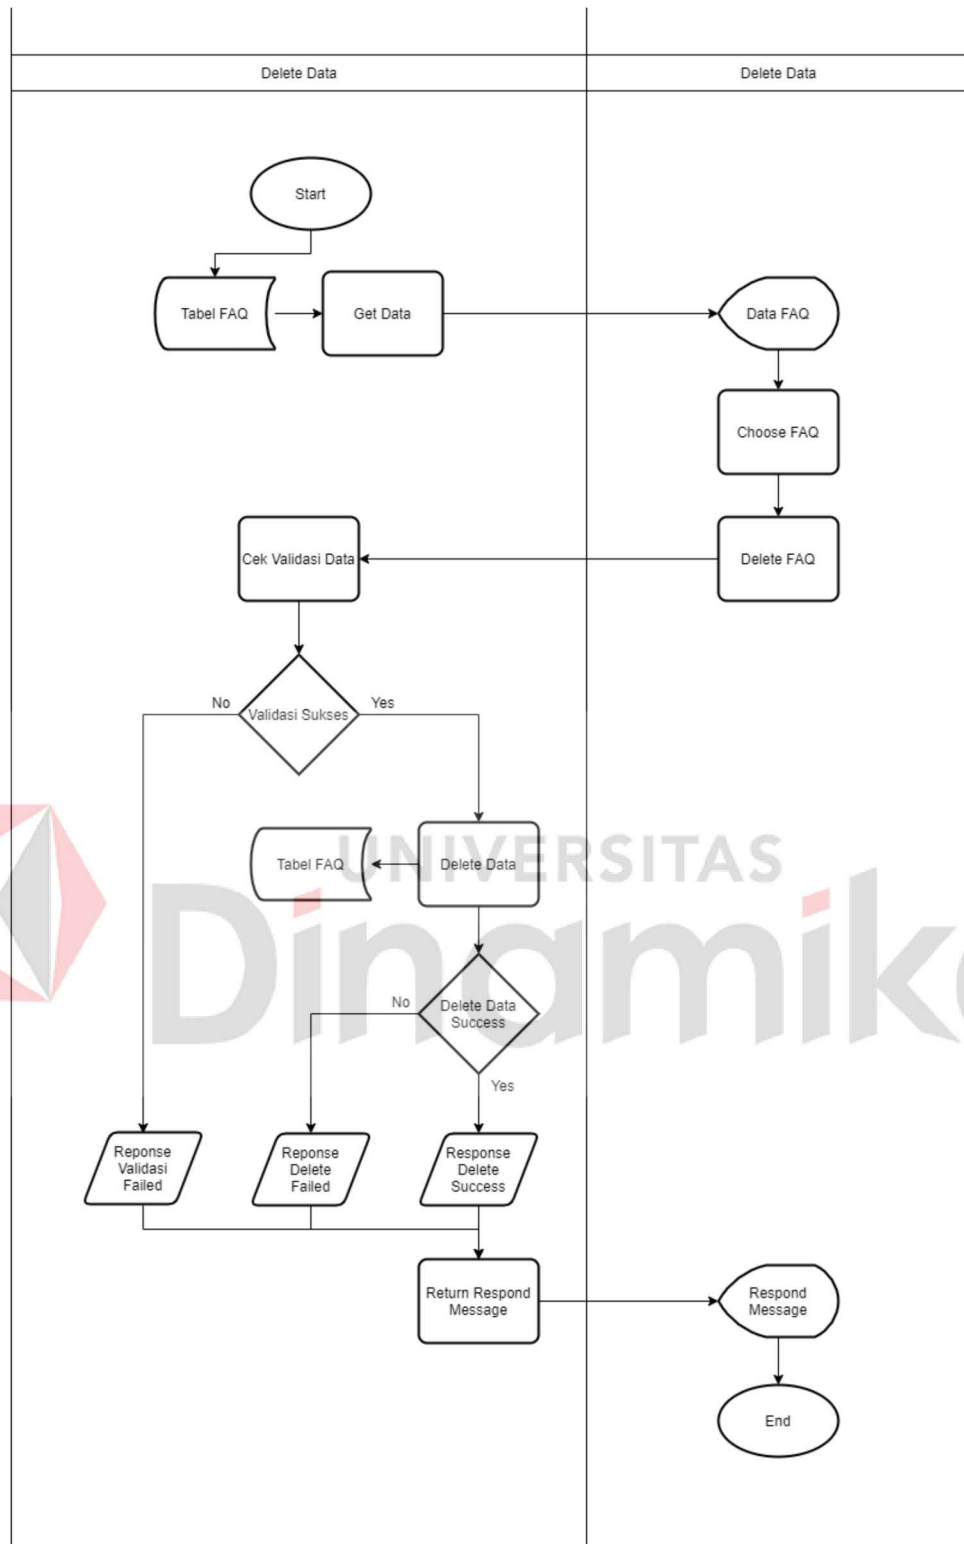 Delete Data
Delete Data
Start
Tabel FAQ
Get Data
Data FAQ
Choose FAQ
Cek Validasi Data
Delete FAQ
No
Yes
Validasi Sukses
UNIVERSITAS
Tabel FAQ
Delete Data
Dinamika
No
Delete Data
Success
Yes
Reponse
Validasi
Failed
Reponse
Delete
Failed
Response
Delete
Success
Return Respond
Message
Respond
Message
End